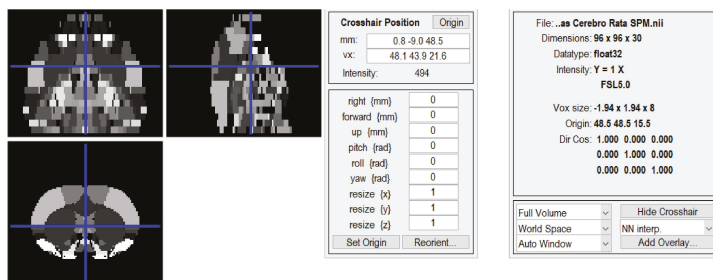 Crosshair Position Origin
mm: 0.8 -9.0 48.5
vx: 48.1 43.9 21.6
Intensity: 494
right {mm} 0
forward {mm} 0
up {mm} 0
pitch {rad} 0
roll {rad} 0
yaw {rad} 0
resize {x} 1
resize {y} 1
resize {z} 1
Set Origin Reorient...
File: ..as Cerebro Rata SPM.nii
Dimensions: 96 x 96 x 30
Datatype: float32
Intensity: Y = 1 X
FSL5.0
Vox size: -1.94 x 1.94 x 8
Origin: 48.5 48.5 15.5
Dir Cos: 1.000 0.000 0.000
0.000 1.000 0.000
0.000 0.000 1.000
Full Volume Hide Crosshair
World Space NN interp.
Auto Window Add Overlay...